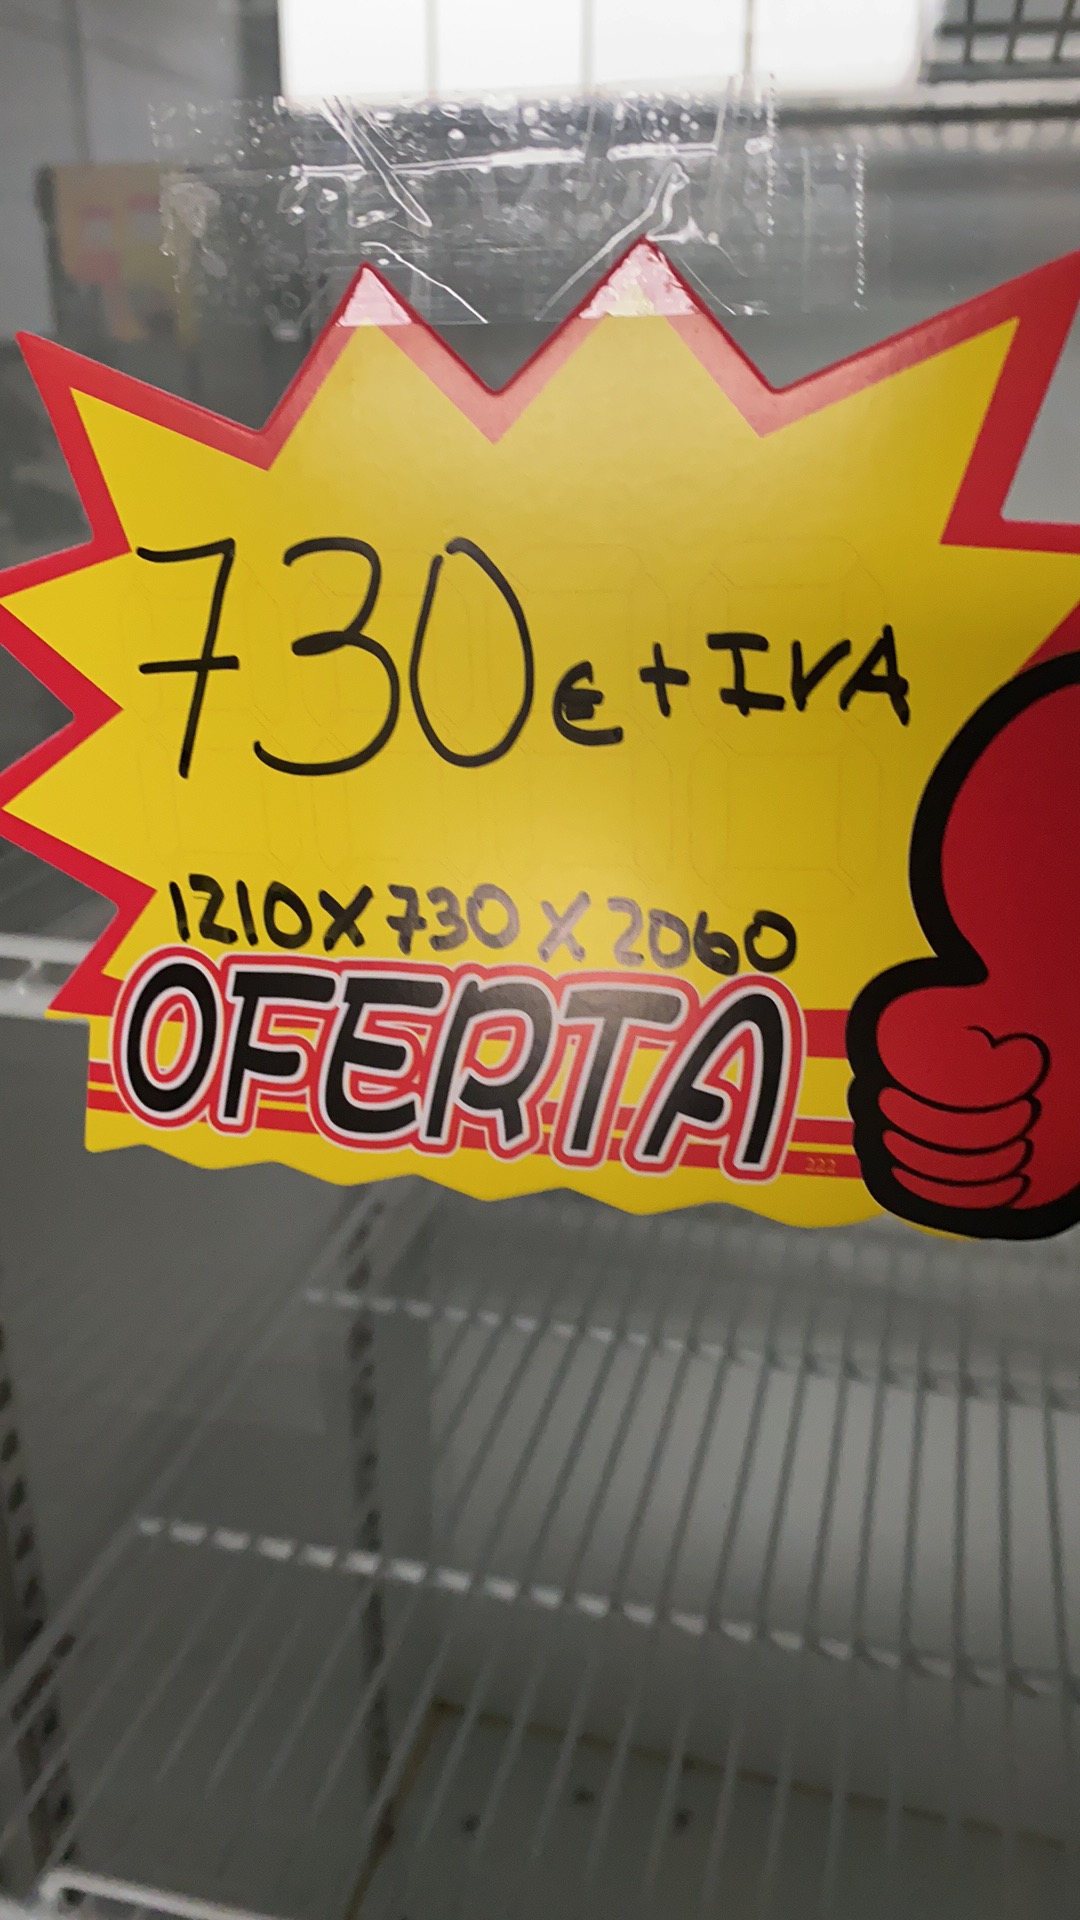 730€ + IVA
1210X730X2060
OFERTA
222